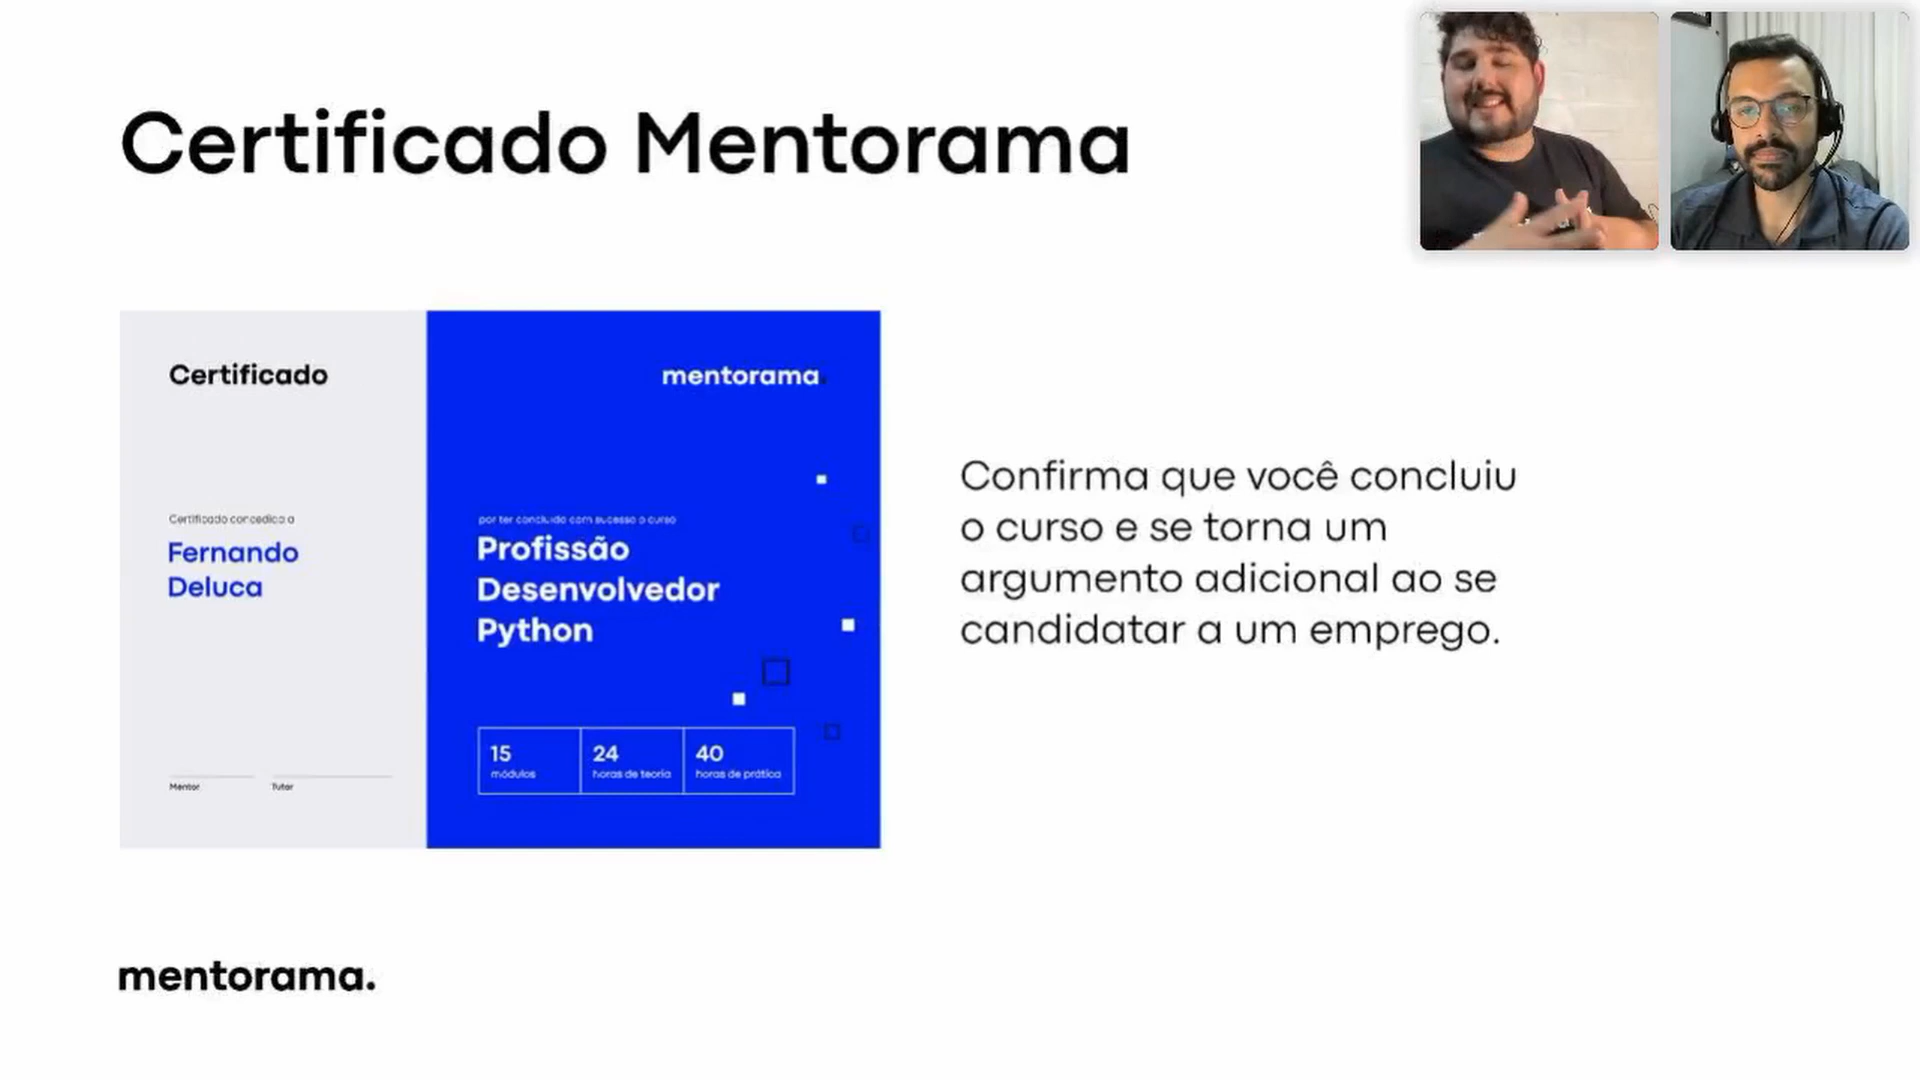 Certificado Mentorama
Certificado
mentorama.
Certificado concedido a
Fernando
Deluca
por ter concluído com sucesso o curso
Profissão
Desenvolvedor
Python
15
módulos
24
horas de teoria
40
horas de prática
Mentor
Tutor
Confirma que você concluiu
o curso e se torna um
argumento adicional ao se
candidatar a um emprego.
mentorama.